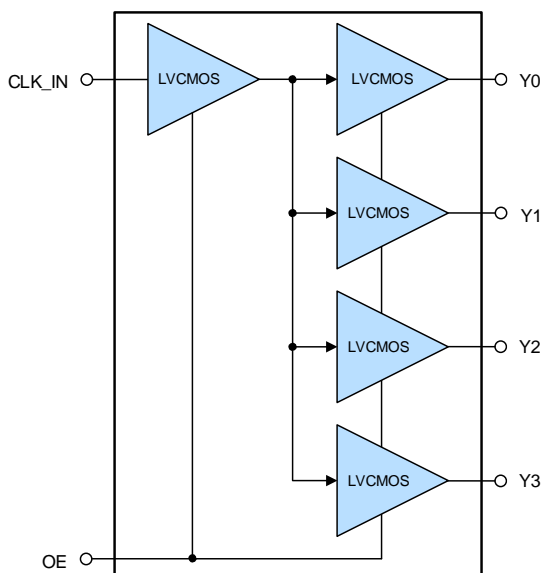 CLK_IN LVCMOS LVCMOS Y0
LVCMOS Y1
LVCMOS Y2
LVCMOS Y3
OE